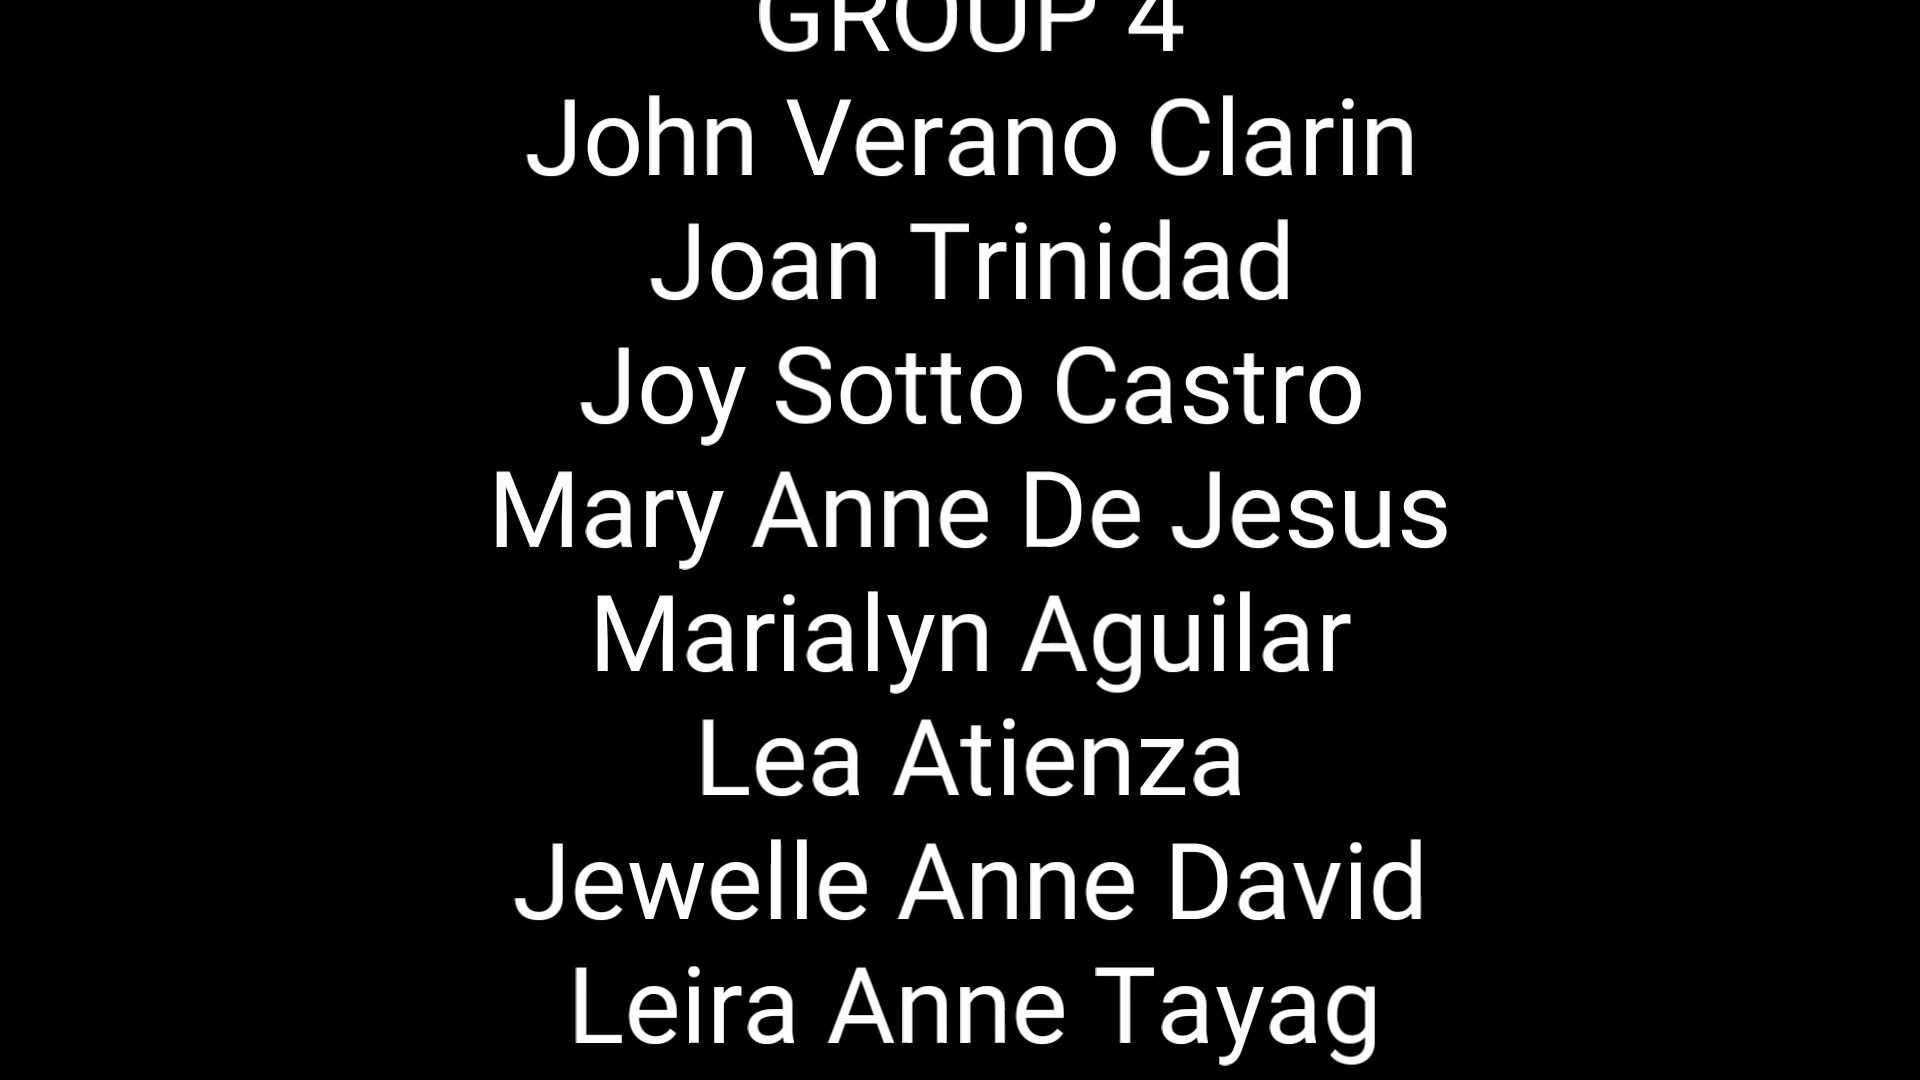 GROUP 4
John Verano Clarin
Joan Trinidad
Joy Sotto Castro
Mary Anne De Jesus
Marialyn Aguilar
Lea Atienza
Jewelle Anne David
Leira Anne Tayag